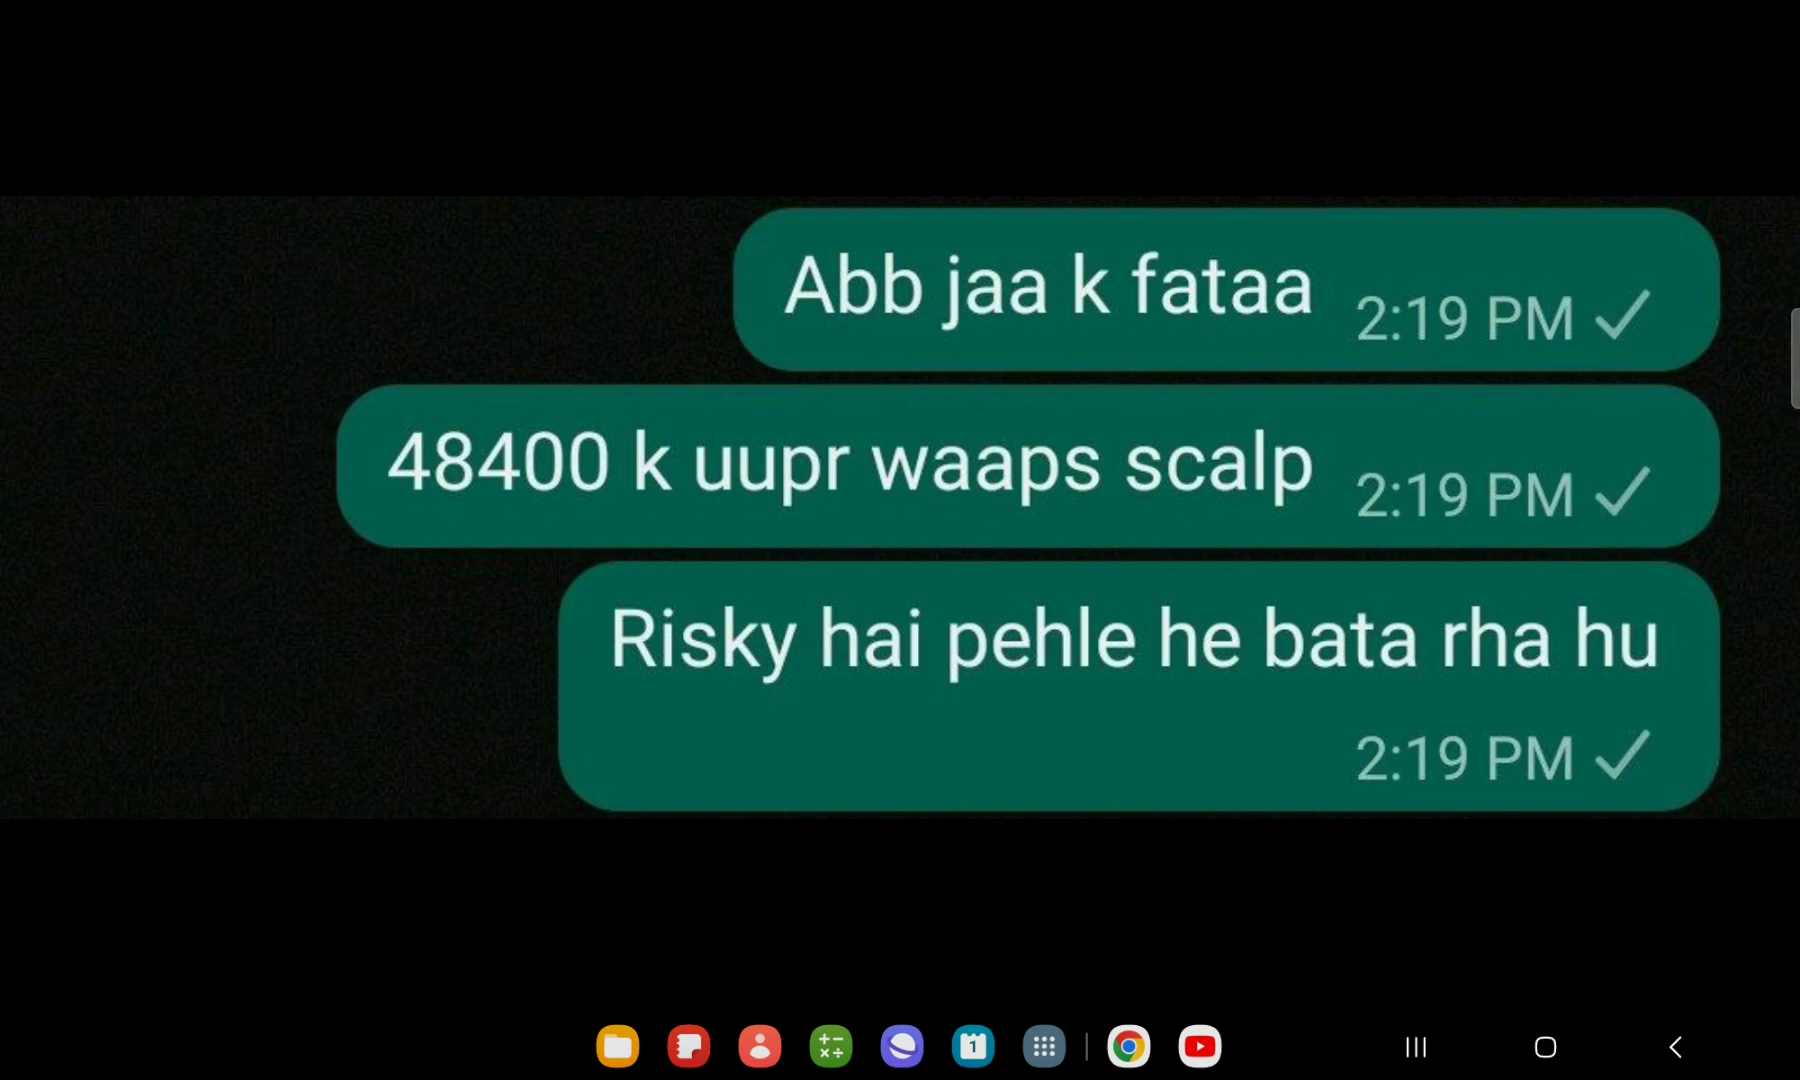 Abb jaa k fataa
2:19 PM
48400 k uupr waaps scalp
2:19 PM
Risky hai pehle he bata rha hu
2:19 PM
1